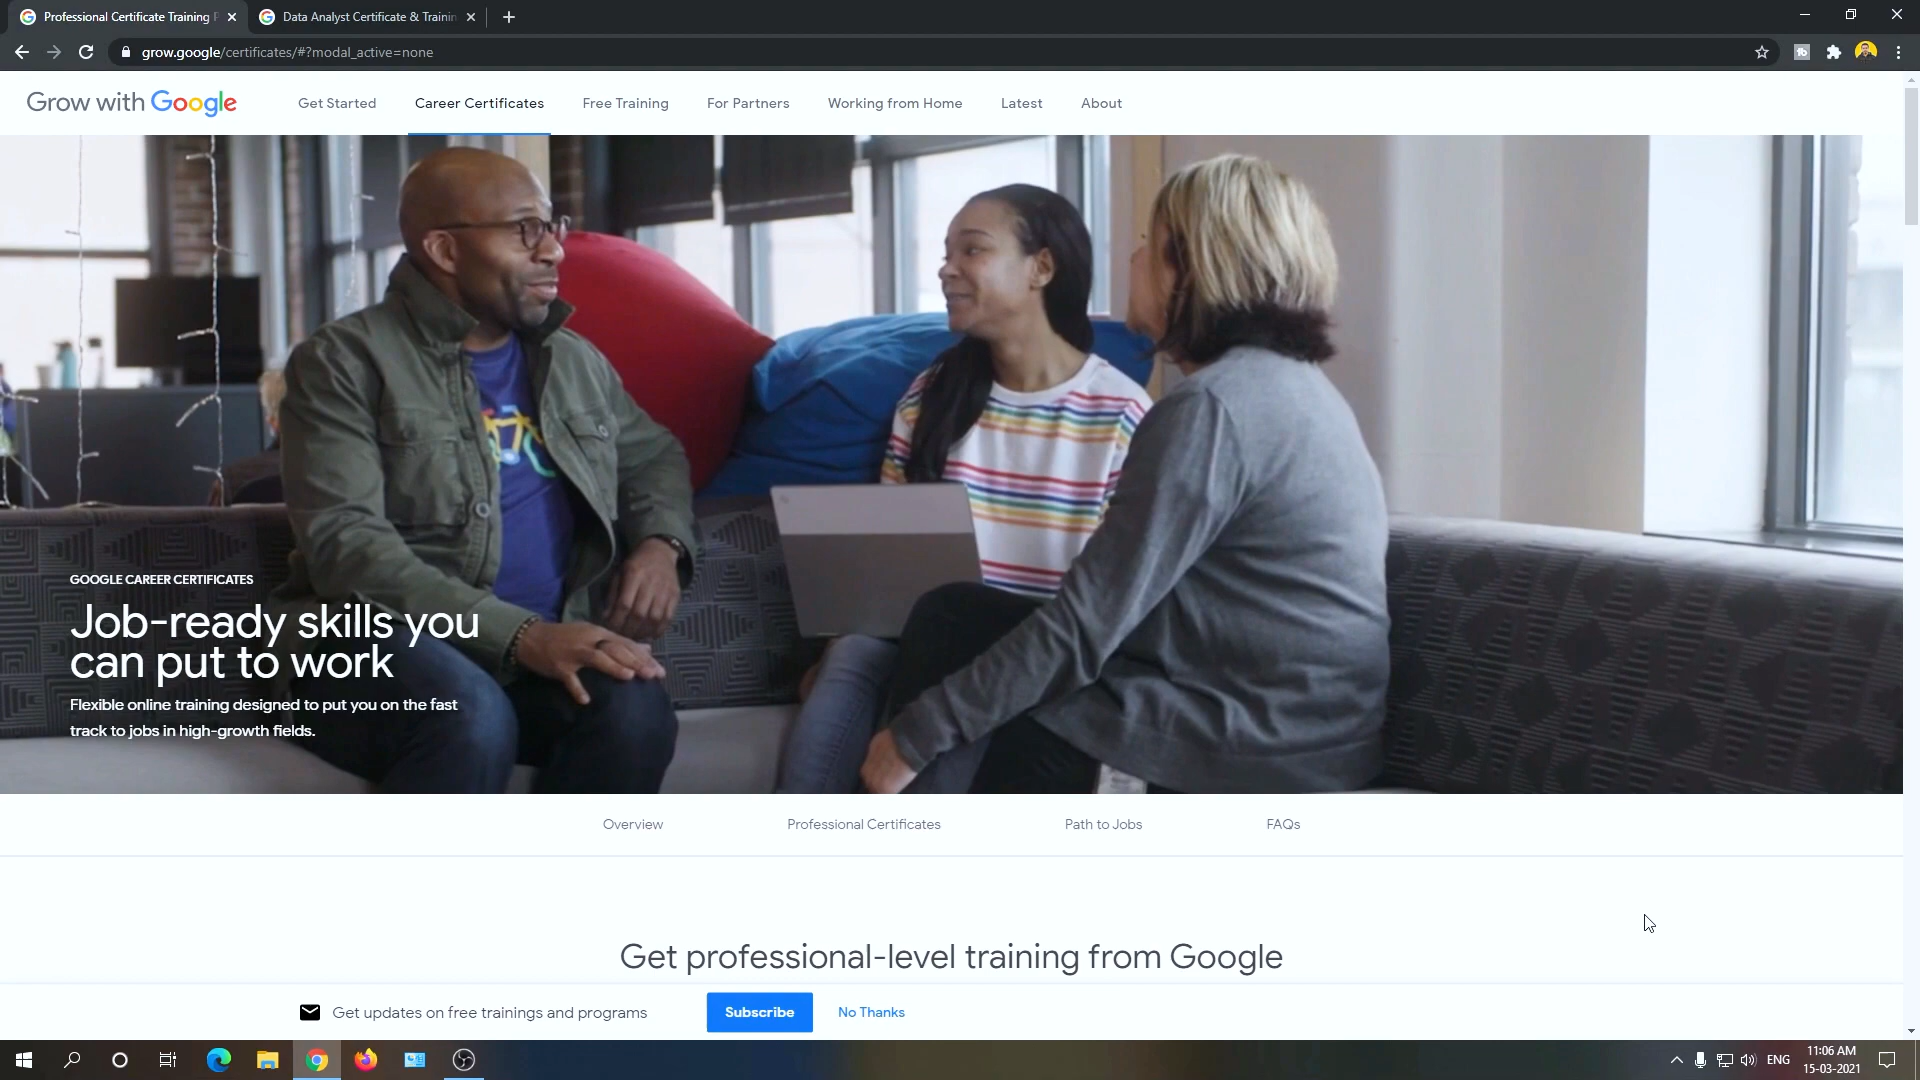 Professional Certificate Training P
Data Analyst Certificate & Trainin
grow.google/certificates/#?modal_active=none
Grow with Google
Get Started
Career Certificates
Free Training
For Partners
Working from Home
Latest
About
GOOGLE CAREER CERTIFICATES
Job-ready skills you
can put to work
Flexible online training designed to put you on the fast
track to jobs in high-growth fields.
Overview
Professional Certificates
Path to Jobs
FAQs
Get professional-level training from Google
Get updates on free trainings and programs
Subscribe
No Thanks
ENG
11:06 AM
15-03-2021